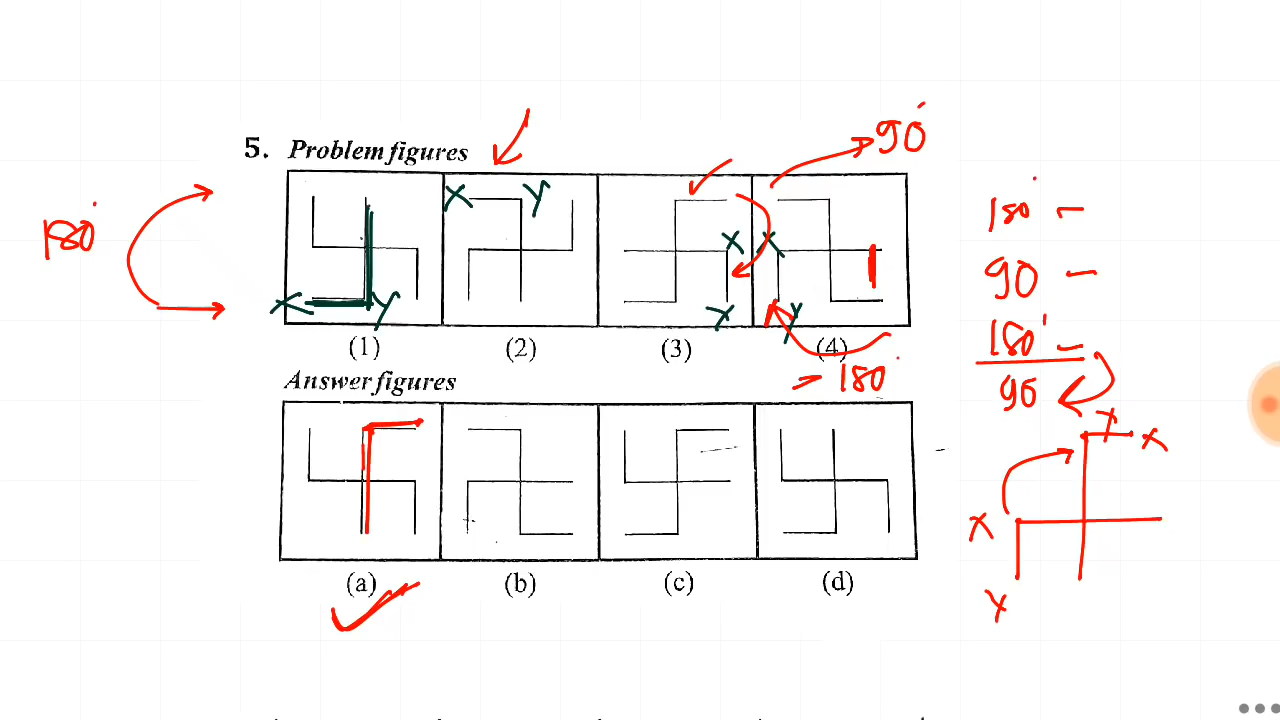 5. Problem figures
90°
180°
X Y
X X
X Y
X Y
(1) (2) (3) (4)
180°
Answer figures
(a) (b) (c) (d)
180° –
90 –
180° –
90
Y X
X
Y